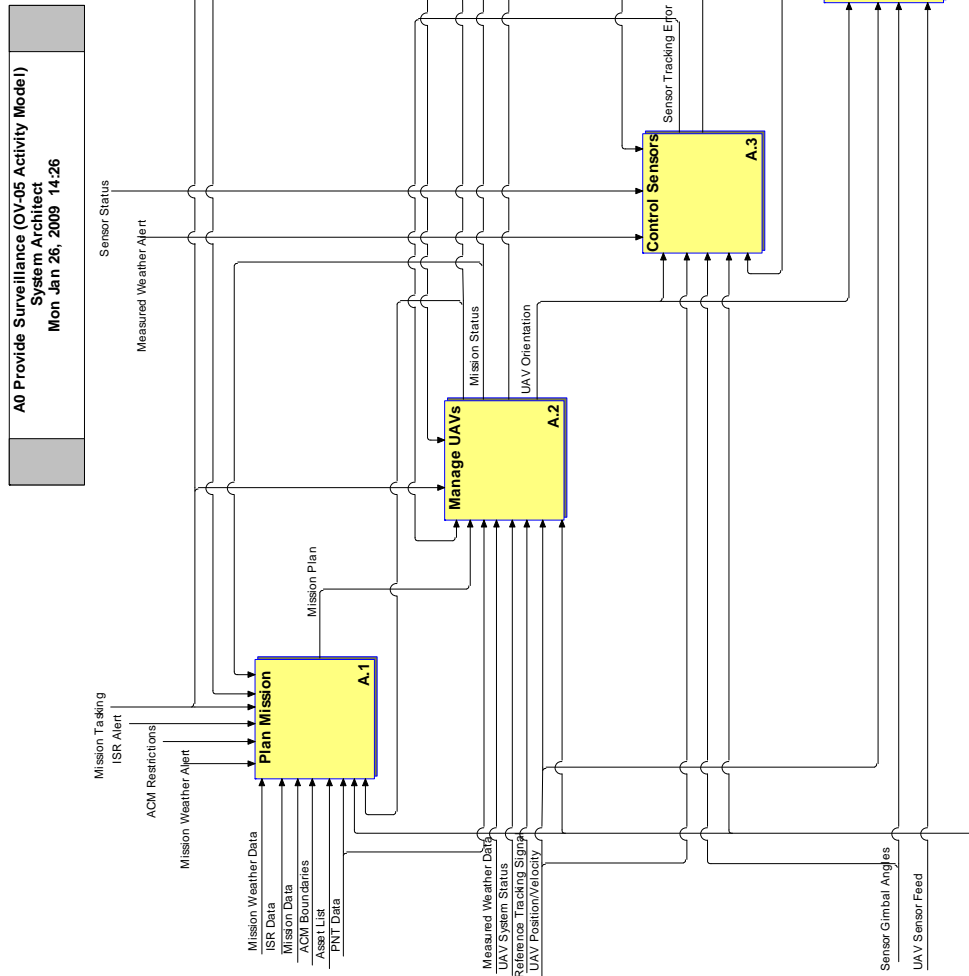 A0 Provide Surveillance (OV-05 Activity Model)
System Architect
Mon Jan 26, 2009 14:26
Sensor Status
Measured Weather Alert
Mission Tasking
ISR Alert
ACM Restrictions
Mission Weather Alert
Mission Weather Data
ISR Data
Mission Data
ACM Boundaries
Asset List
PNT Data
Plan Mission
A.1
Mission Plan
Measured Weather Data
UAV System Status
Reference Tracking Signal
UAV Position/Velocity
Manage UAVs
A.2
Mission Status
UAV Orientation
Control Sensors
A.3
Sensor Tracking Error
Sensor Gimbal Angles
UAV Sensor Feed